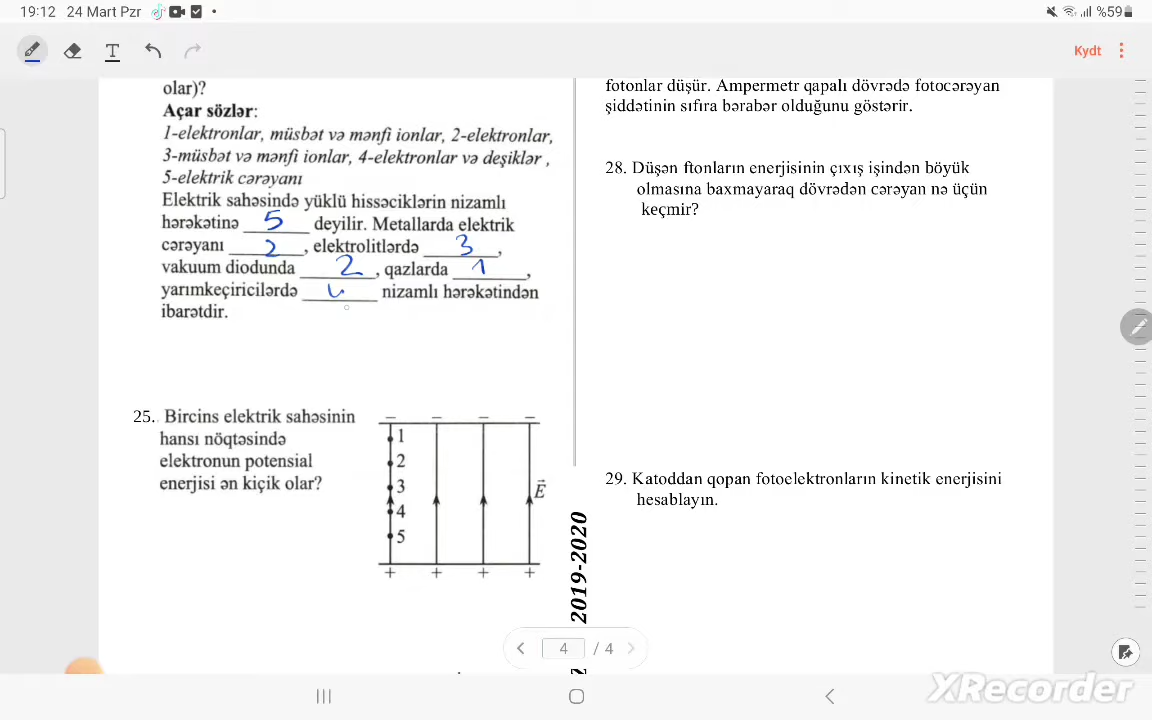 19:12 24 Mart Pzr
%59
Kydt
olar)?
Açar sözlər:
1-elektronlar, müsbət və mənfi ionlar, 2-elektronlar,
3-müsbət və mənfi ionlar, 4-elektronlar və deşiklər ,
5-elektrik cərəyanı
Elektrik sahəsində yüklü hissəciklərin nizamlı
hərəkətinə 5 deyilir. Metallarda elektrik
cərəyanı 2 , elektrolitlərdə 3 ,
vakuum diodunda 2 , qazlarda 1 ,
yarımkeçiricilərdə nizamlı hərəkətindən
ibarətdir.
25. Bircins elektrik sahəsinin
hansı nöqtəsində
elektronun potensial
enerjisi ən kiçik olar?
– – – –
1
2
3
4
5
E
+ + + +
2019-2020
fotonlar düşür. Ampermetr qapalı dövrədə fotocərəyan
şiddətinin sıfıra bərabər olduğunu göstərir.
28. Düşən ftonların enerjisinin çıxış işindən böyük
olmasına baxmayaraq dövrədən cərəyan nə üçün
keçmir?
29. Katoddan qopan fotoelektronların kinetik enerjisini
hesablayın.
4 / 4
XRecorder